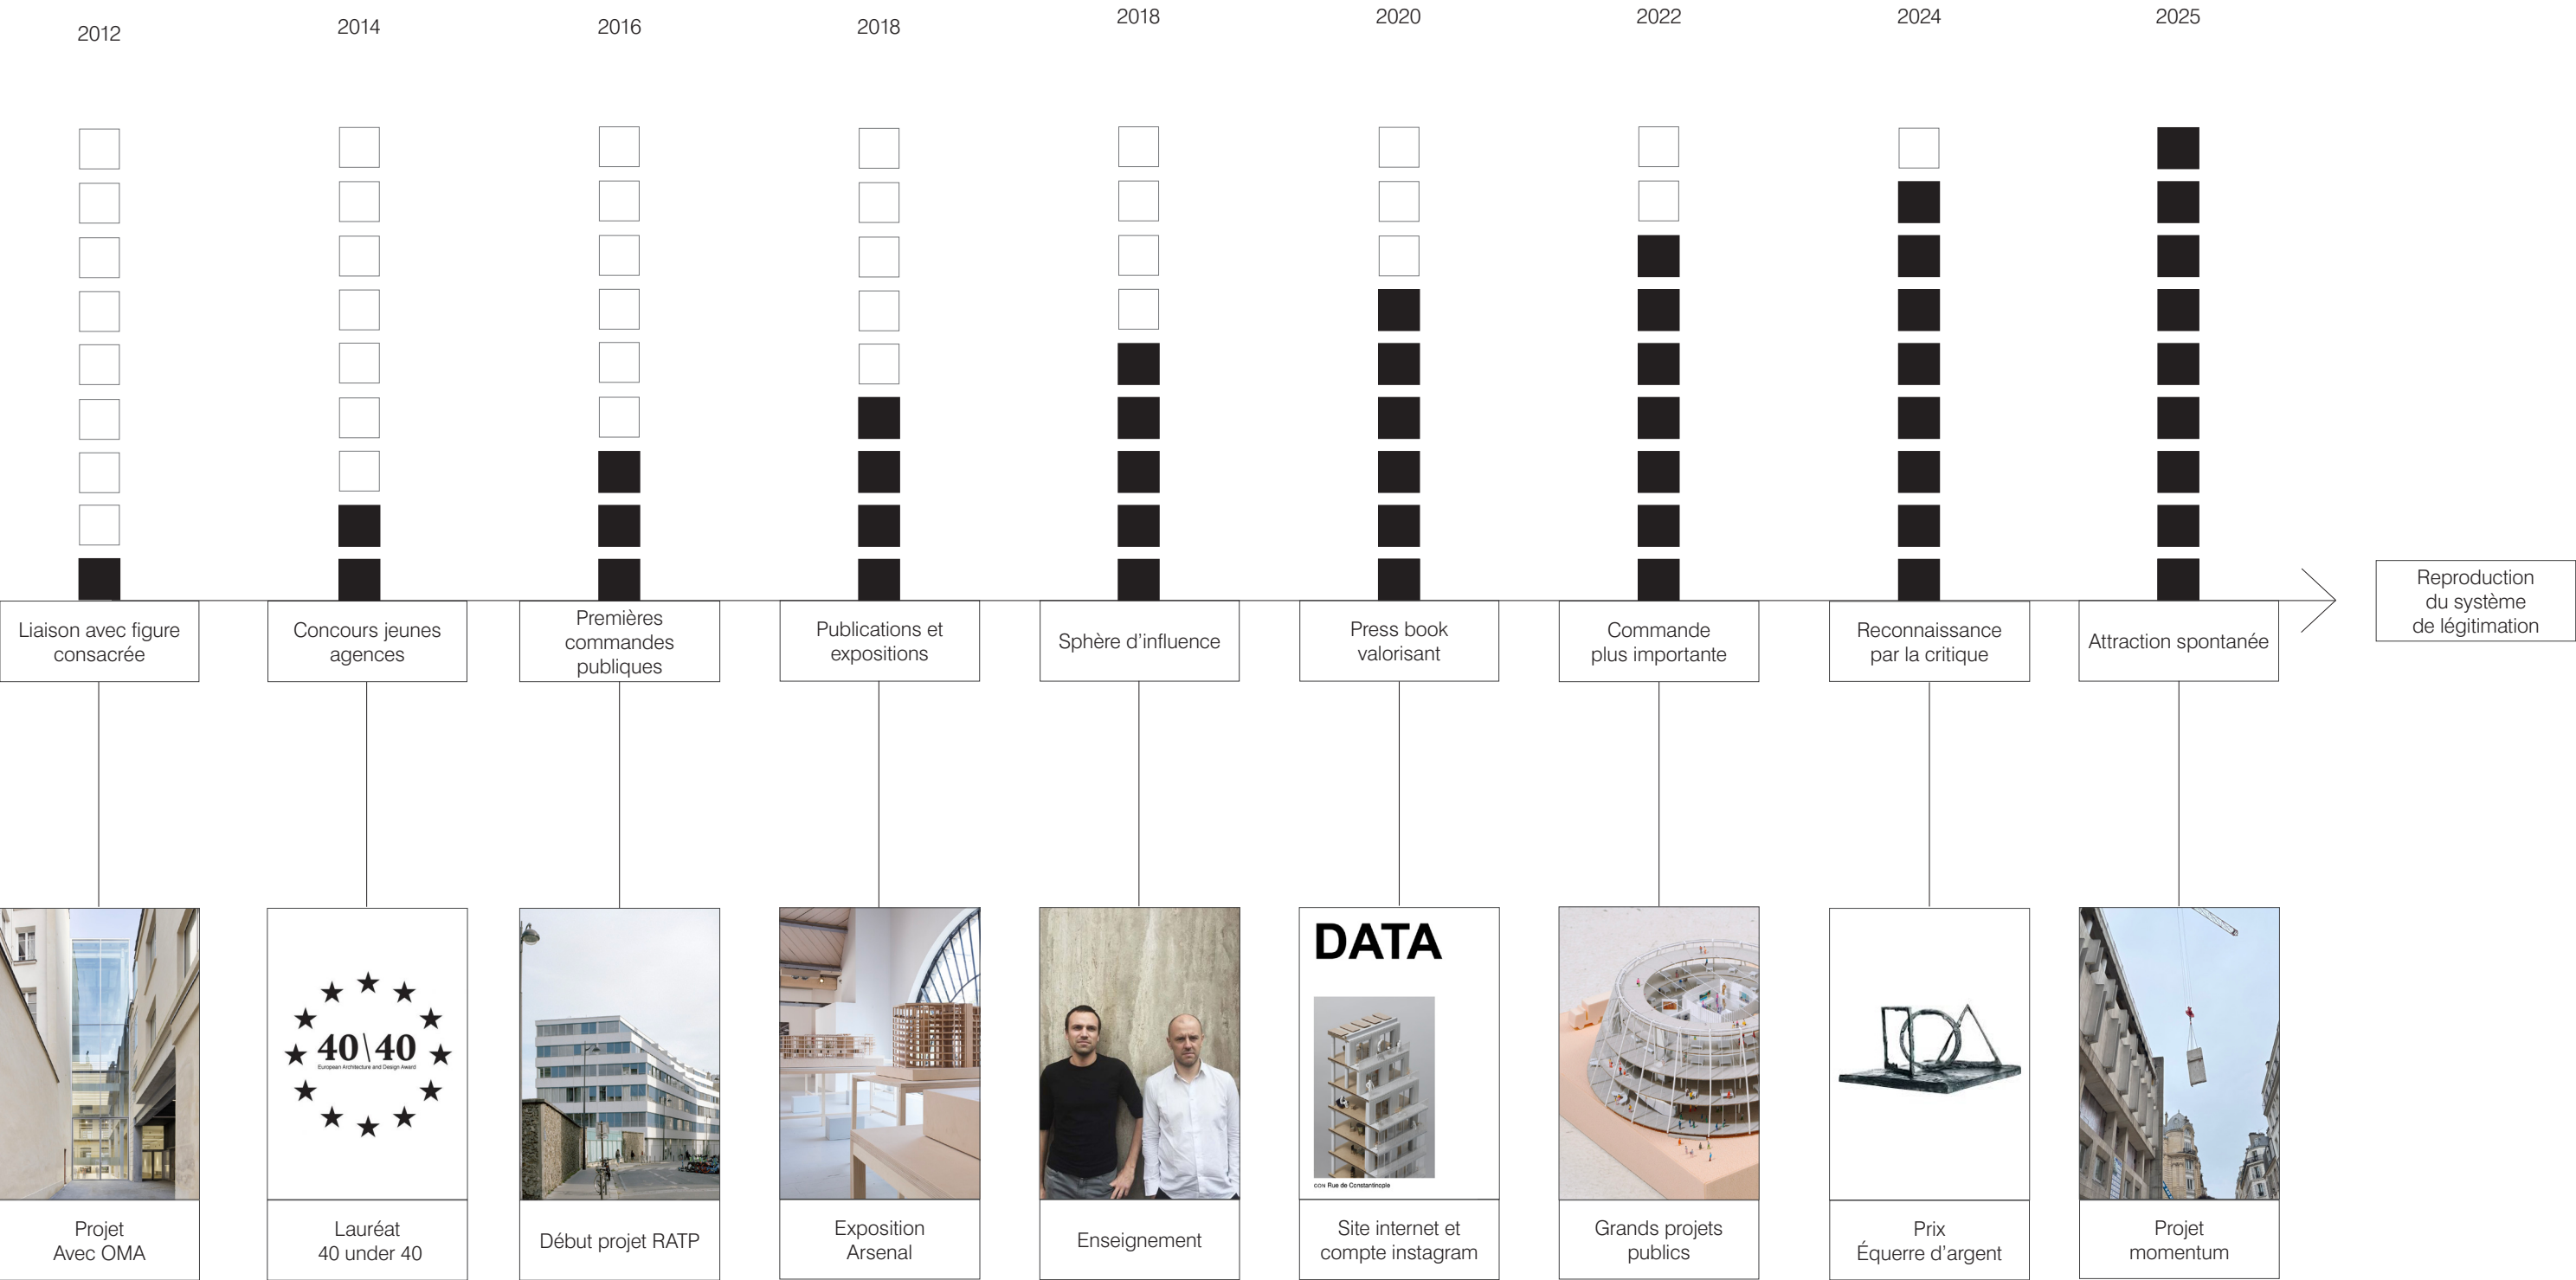 2012
2014
2016
2018
2018
2020
2022
2024
2025
Liaison avec figure
consacrée
Concours jeunes
agences
Premières
commandes
publiques
Publications et
expositions
Sphère d’influence
Press book
valorisant
Commande
plus importante
Reconnaissance
par la critique
Attraction spontanée
Reproduction
du système
de légitimation
40\40
European Architecture and Design Award
DATA
CON Rue de Constantinople
Projet
Avec OMA
Lauréat
40 under 40
Début projet RATP
Exposition
Arsenal
Enseignement
Site internet et
compte instagram
Grands projets
publics
Prix
Équerre d’argent
Projet
momentum